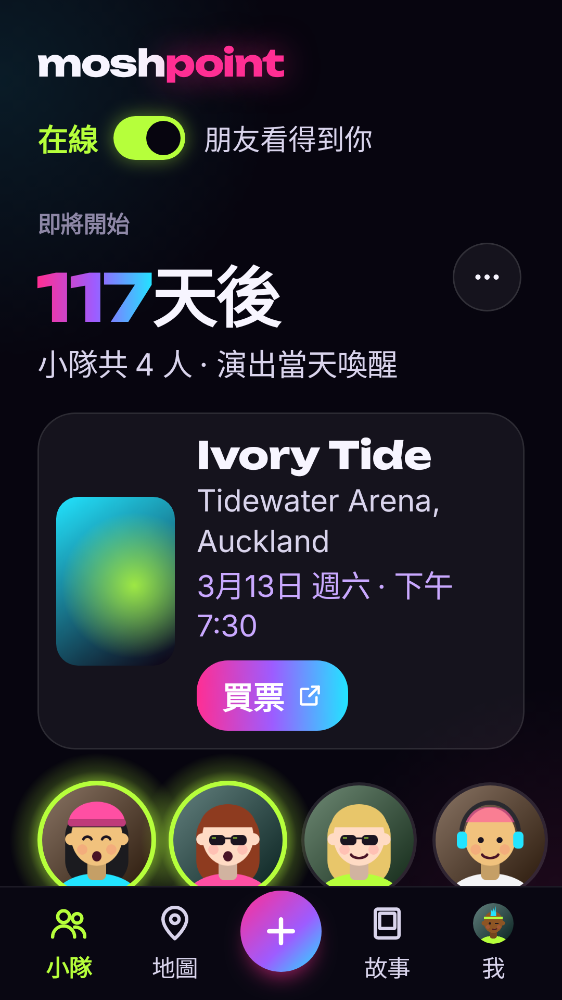 moshpoint
在線 朋友看得到你
即將開始
117天後
小隊共 4 人 · 演出當天喚醒
Ivory Tide
Tidewater Arena,
Auckland
3月13日 週六 · 下午
7:30
買票
小隊 地圖 故事 我